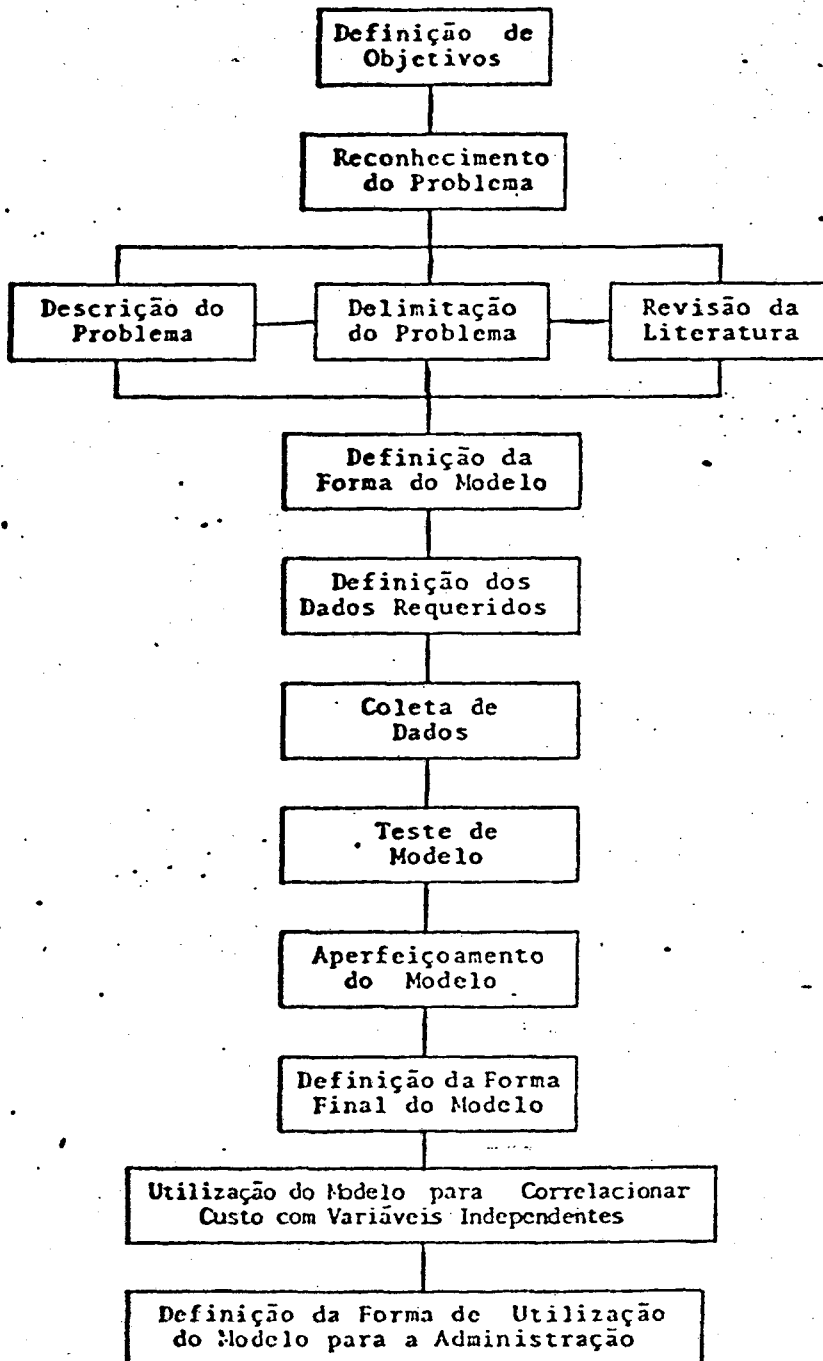 Definição de
Objetivos
Reconhecimento
do Problema
Descrição do
Problema
Delimitação
do Problema
Revisão da
Literatura
Definição da
Forma do Modelo
Definição dos
Dados Requeridos
Coleta de
Dados
Teste de
Modelo
Aperfeiçoamento
do Modelo
Definição da Forma
Final do Modelo
Utilização do Modelo para Correlacionar
Custo com Variáveis Independentes
Definição da Forma de Utilização
do Modelo para a Administração